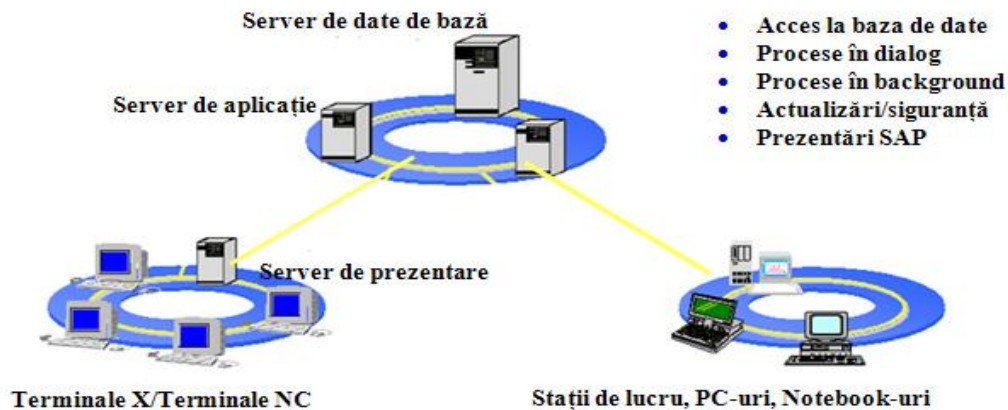 Server de date de bază
Server de aplicație
• Acces la baza de date
• Procese în dialog
• Procese în background
• Actualizări/siguranță
• Prezentări SAP
Server de prezentare
Terminale X/Terminale NC
Stații de lucru, PC-uri, Notebook-uri